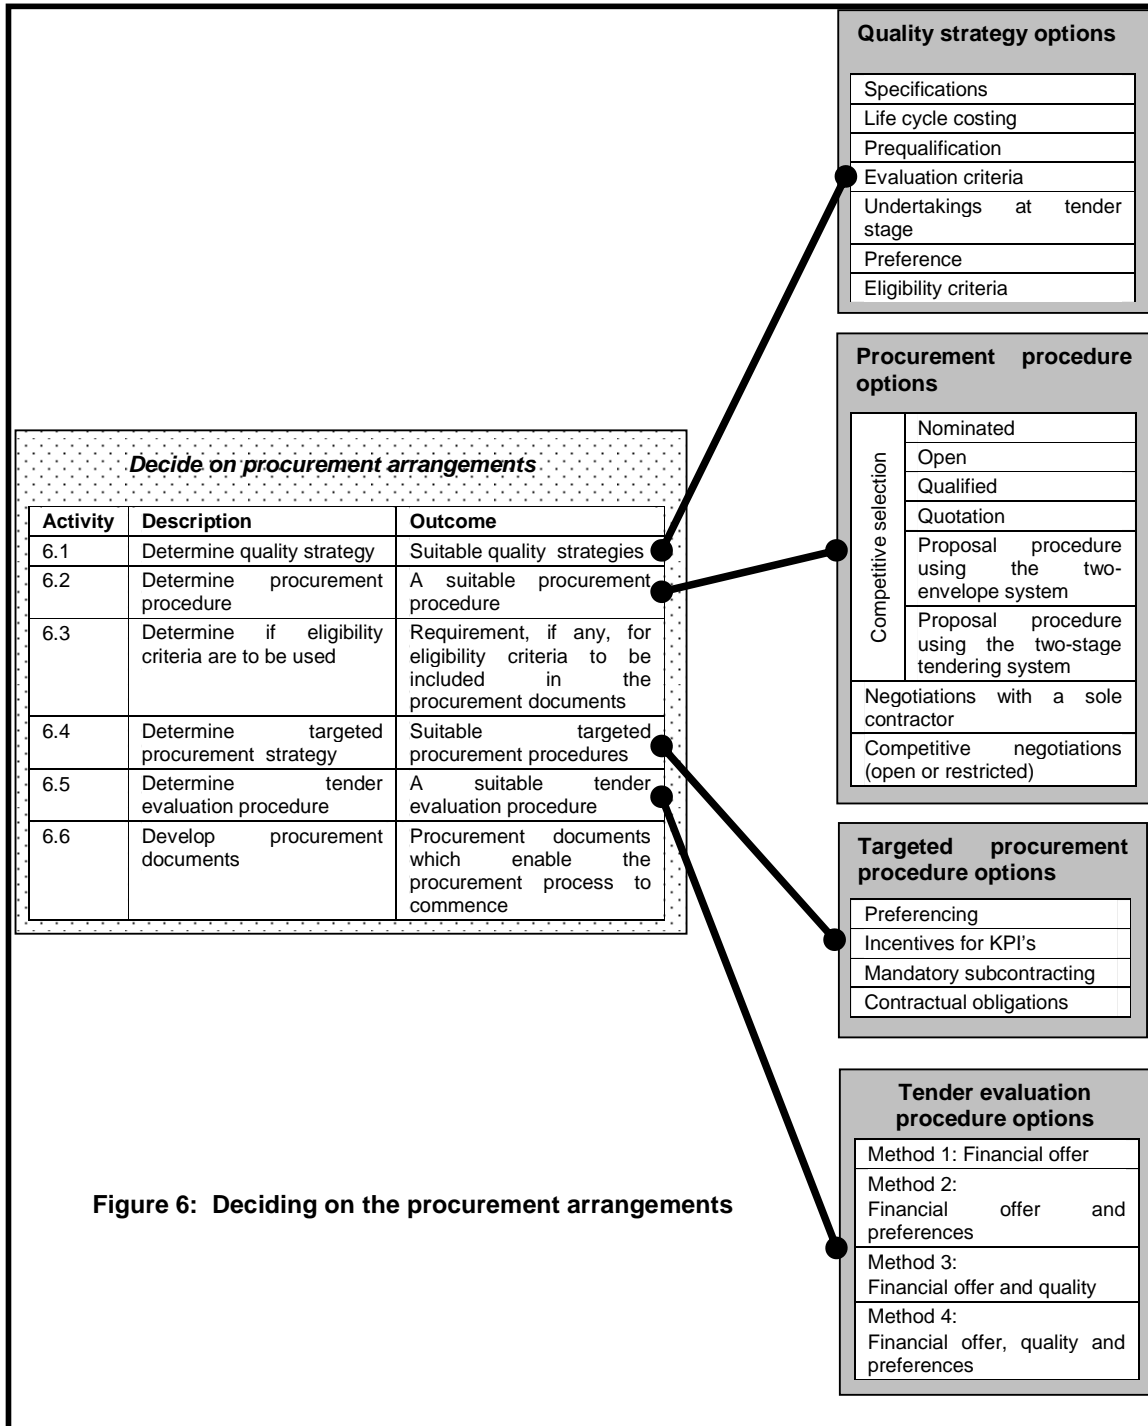 Quality strategy options
Specifications
Life cycle costing
Prequalification
Evaluation criteria
Undertakings at tender
stage
Preference
Eligibility criteria
Procurement procedure
options
Competitive selection
Nominated
Open
Qualified
Quotation
Proposal procedure
using the two-
envelope system
Proposal procedure
using the two-stage
tendering system
Negotiations with a sole
contractor
Competitive negotiations
(open or restricted)
Decide on procurement arrangements
Activity Description Outcome
6.1 Determine quality strategy Suitable quality strategies
6.2 Determine procurement A suitable procurement
procedure procedure
6.3 Determine if eligibility Requirement, if any, for
criteria are to be used eligibility criteria to be
included in the
procurement documents
6.4 Determine targeted Suitable targeted
procurement strategy procurement procedures
6.5 Determine tender A suitable tender
evaluation procedure evaluation procedure
6.6 Develop procurement Procurement documents
documents which enable the
procurement process to
commence
Targeted procurement
procedure options
Preferencing
Incentives for KPI's
Mandatory subcontracting
Contractual obligations
Tender evaluation
procedure options
Method 1: Financial offer
Method 2:
Financial offer and
preferences
Method 3:
Financial offer and quality
Method 4:
Financial offer, quality and
preferences
Figure 6: Deciding on the procurement arrangements